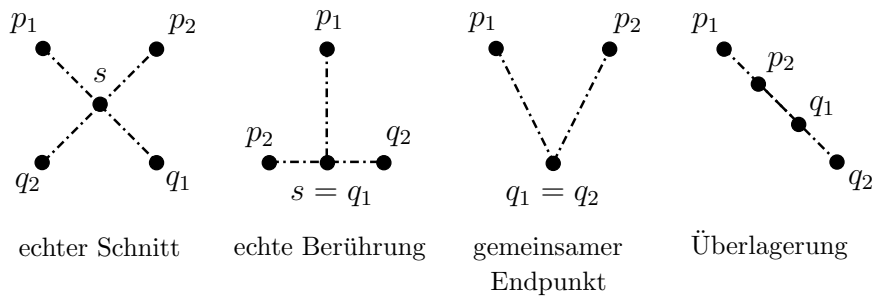 p₁ p₂ s q₂ q₁
echter Schnitt
p₁ p₂ q₂ s = q₁
echte Berührung
p₁ p₂ q₁ = q₂
gemeinsamer
Endpunkt
p₁ p₂ q₁ q₂
Überlagerung